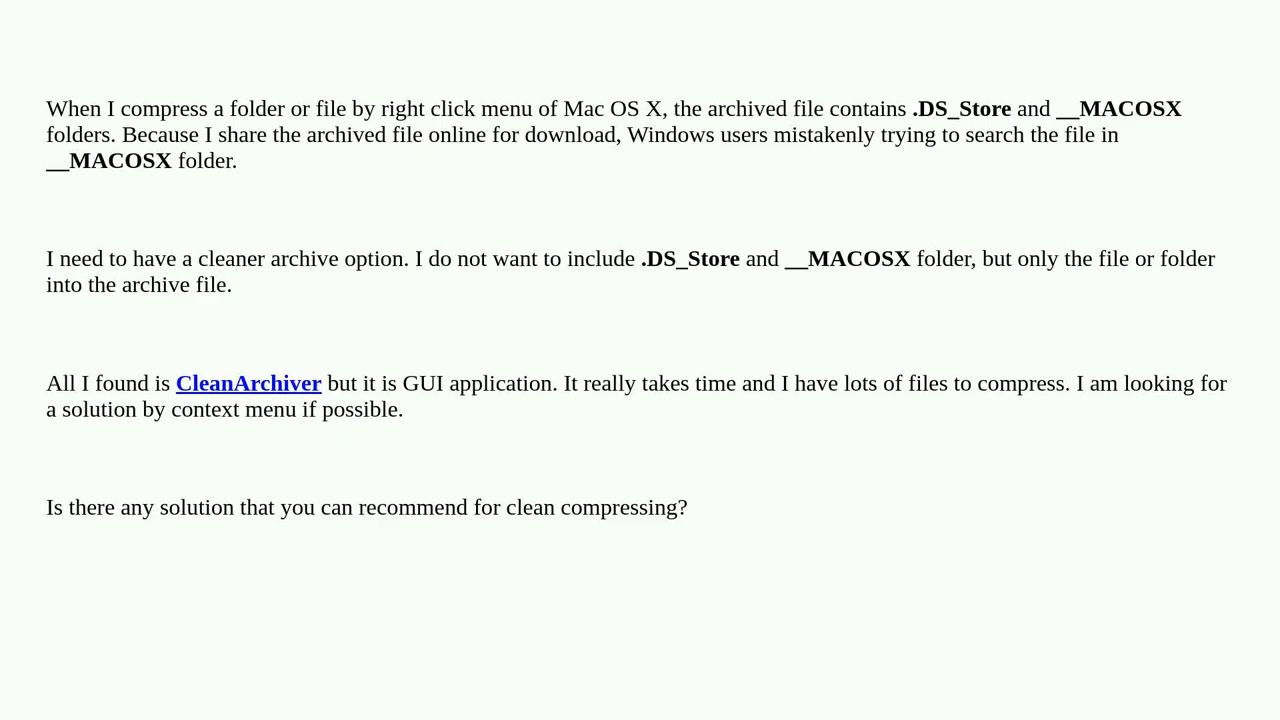 When I compress a folder or file by right click menu of Mac OS X, the archived file contains .DS_Store and __MACOSX
folders. Because I share the archived file online for download, Windows users mistakenly trying to search the file in
__MACOSX folder.
I need to have a cleaner archive option. I do not want to include .DS_Store and __MACOSX folder, but only the file or folder
into the archive file.
All I found is CleanArchiver but it is GUI application. It really takes time and I have lots of files to compress. I am looking for
a solution by context menu if possible.
Is there any solution that you can recommend for clean compressing?